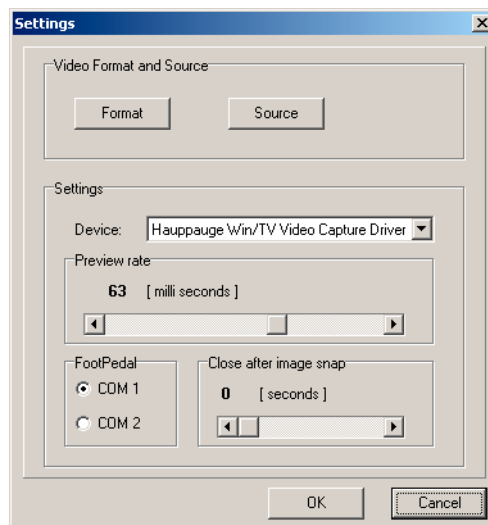 Settings
Video Format and Source
Format Source
Settings
Device: Hauppauge Win/TV Video Capture Driver
Preview rate
63 [ milli seconds ]
FootPedal
COM 1
COM 2
Close after image snap
0 [ seconds ]
OK Cancel